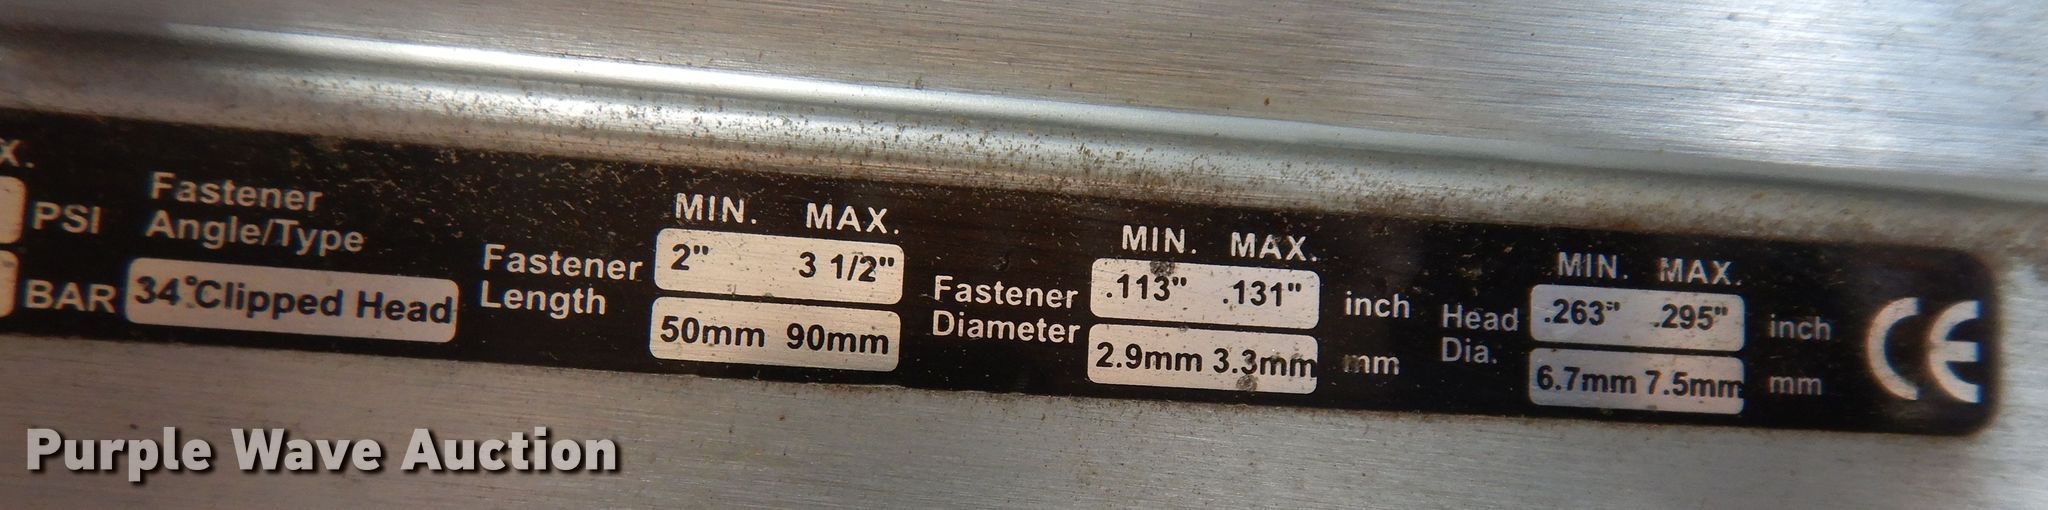 X.
PSI
BAR
Fastener
Angle/Type
34°Clipped Head
Fastener
Length
MIN. MAX.
2" 3 1/2"
50mm 90mm
Fastener
Diameter
MIN. MAX.
.113" .131" inch
2.9mm 3.3mm mm
Head
Dia.
MIN. MAX.
.263" .295" inch
6.7mm 7.5mm mm
CE
Purple Wave Auction